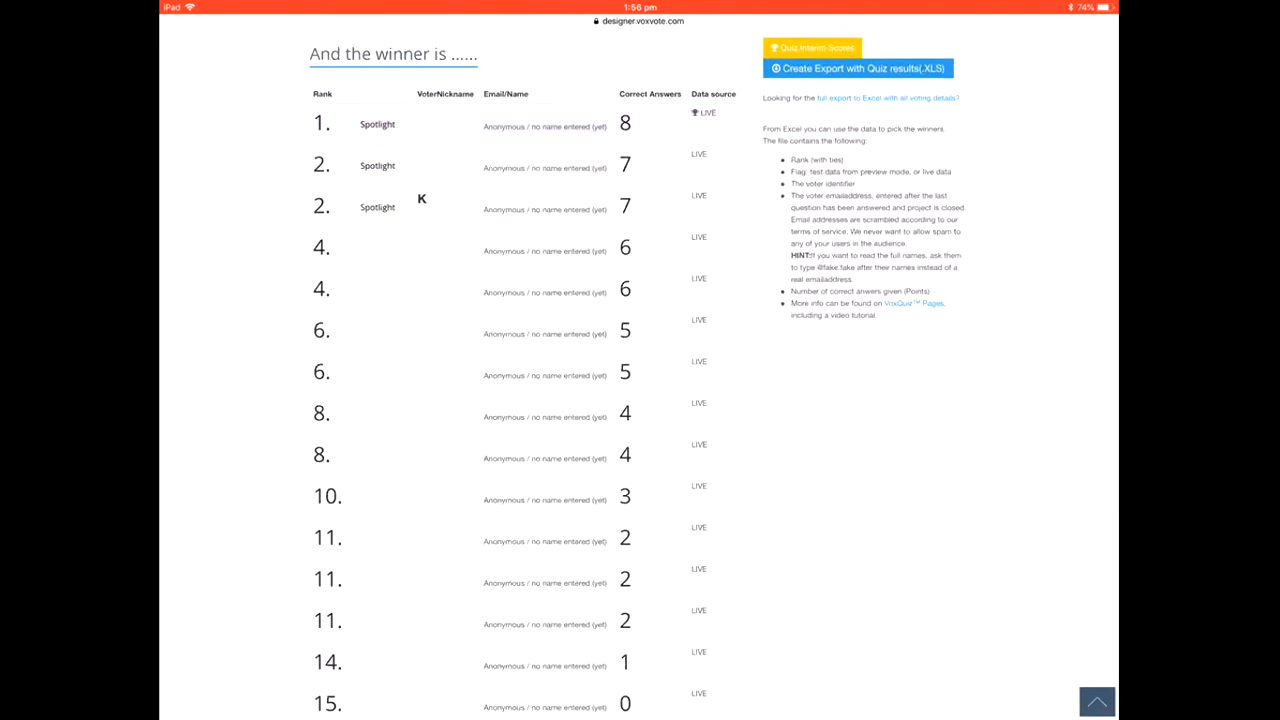 iPad 1:56 pm 74%
designer.voxvote.com
And the winner is ......
Quiz Interim Scores
Create Export with Quiz results(.XLS)
Rank VoterNickname Email/Name Correct Answers Data source
Looking for the full export to Excel with all voting details?
1. Spotlight Anonymous / no name entered (yet) 8 LIVE
2. Spotlight Anonymous / no name entered (yet) 7 LIVE
2. Spotlight K Anonymous / no name entered (yet) 7 LIVE
4. Anonymous / no name entered (yet) 6 LIVE
4. Anonymous / no name entered (yet) 6 LIVE
6. Anonymous / no name entered (yet) 5 LIVE
6. Anonymous / no name entered (yet) 5 LIVE
8. Anonymous / no name entered (yet) 4 LIVE
8. Anonymous / no name entered (yet) 4 LIVE
10. Anonymous / no name entered (yet) 3 LIVE
11. Anonymous / no name entered (yet) 2 LIVE
11. Anonymous / no name entered (yet) 2 LIVE
11. Anonymous / no name entered (yet) 2 LIVE
14. Anonymous / no name entered (yet) 1 LIVE
15. Anonymous / no name entered (yet) 0 LIVE
From Excel you can use the data to pick the winners.
The file contains the following:
Rank (with ties)
Flag: test data from preview mode, or live data
The voter identifier
The voter emailaddress, entered after the last
question has been answered and project is closed.
Email addresses are scrambled according to our
terms of service. We never want to allow spam to
any of your users in the audience.
HINT:If you want to read the full names, ask them
to type @fake.fake after their names instead of a
real emailaddress.
Number of correct anwers given (Points)
More info can be found on VoxQuiz™ Pages,
including a video tutorial.